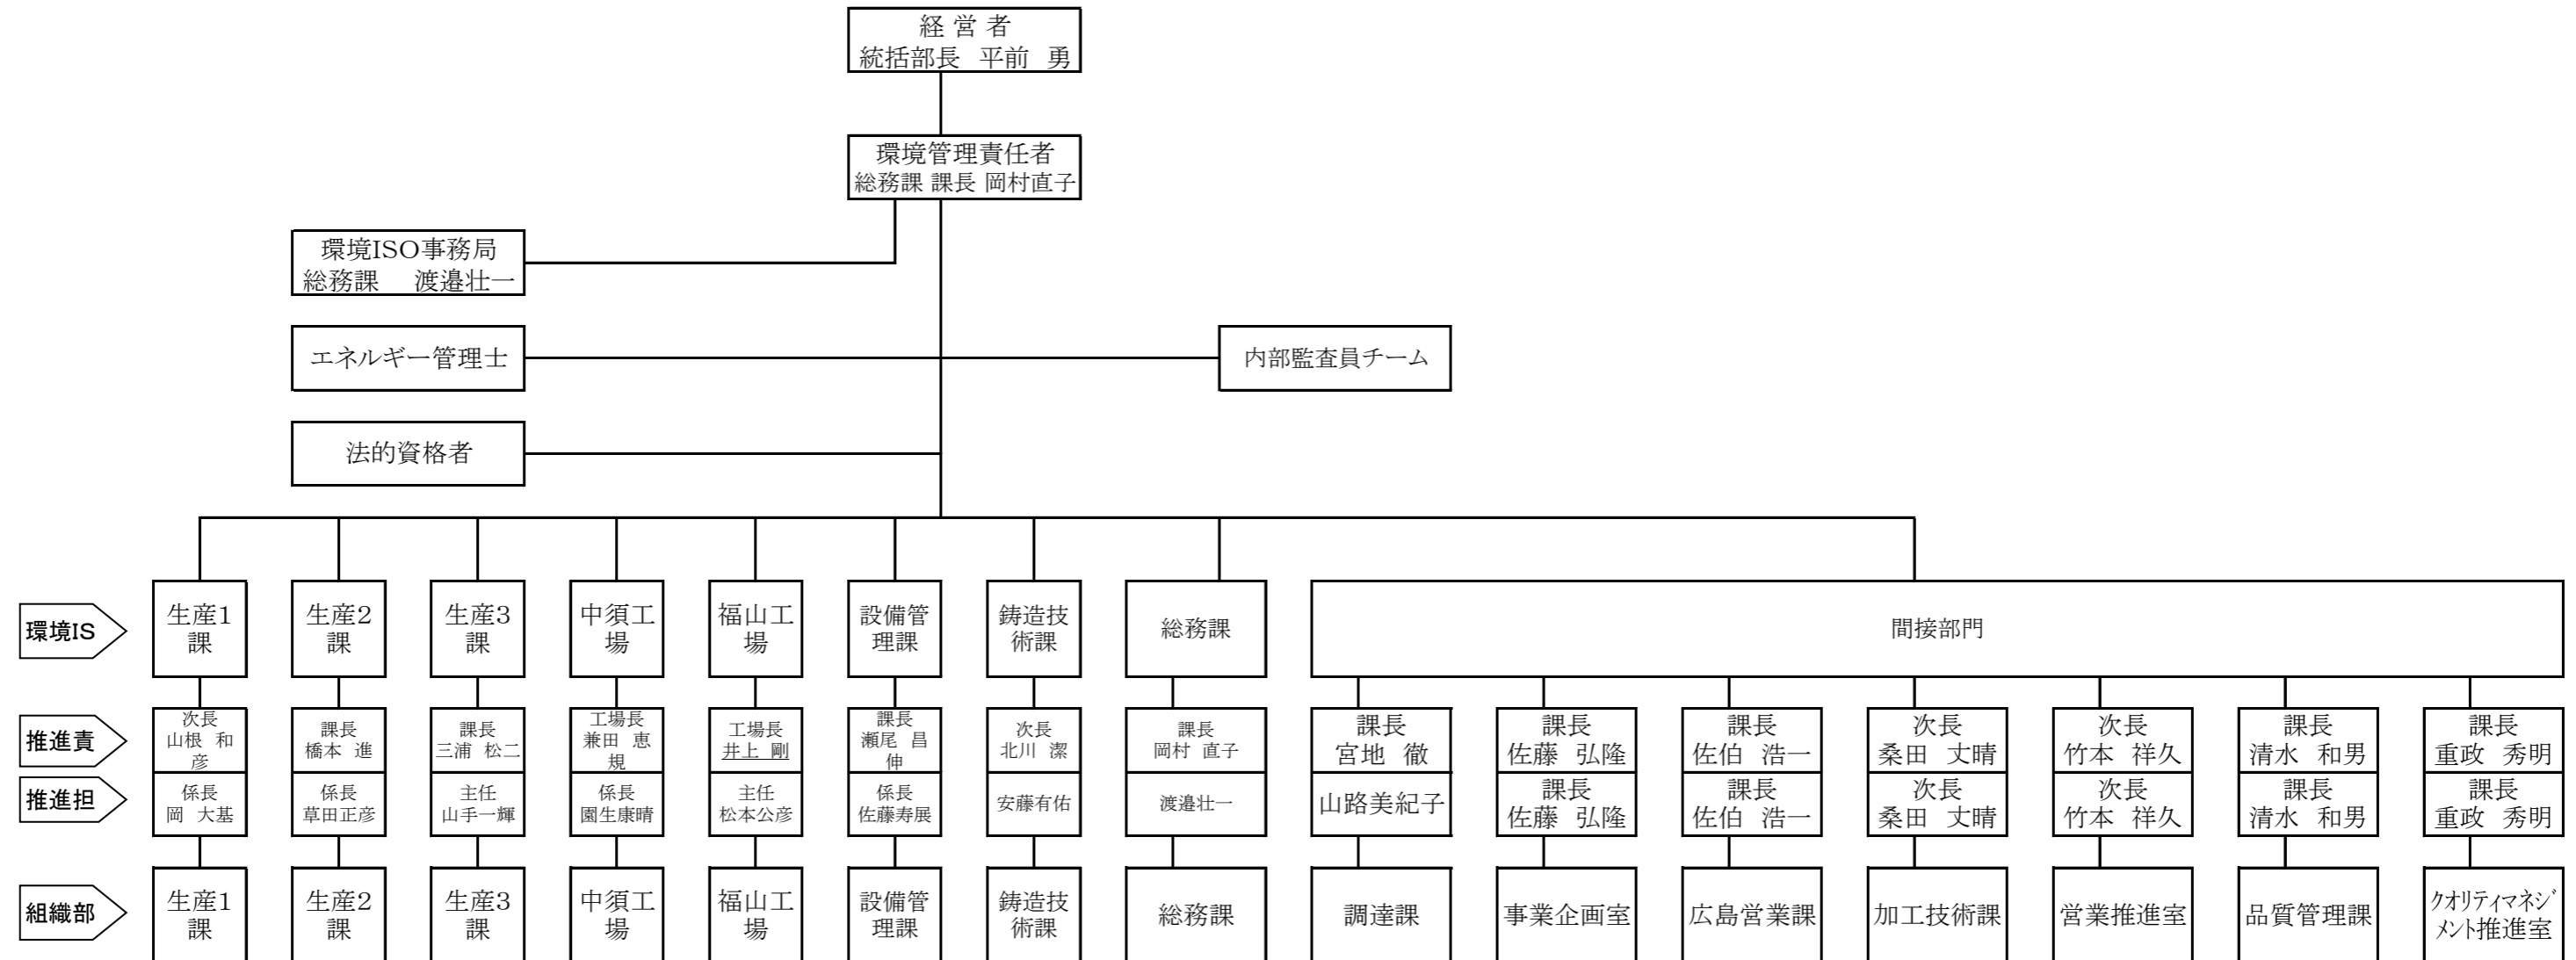 経 営 者
統括部長 平前 勇
環境管理責任者
総務課 課長 岡村直子
環境ISO事務局
総務課 渡邉壮一
エネルギー管理士
内部監査員チーム
法的資格者
環境IS
生産1
課
生産2
課
生産3
課
中須工
場
福山工
場
設備管
理課
鋳造技
術課
総務課
間接部門
推進責
次長
山根 和
彦
課長
橋本 進
課長
三浦 松二
工場長
兼田 恵
規
工場長
井上 剛
課長
瀬尾 昌
伸
次長
北川 潔
課長
岡村 直子
課長
宮地 徹
課長
佐藤 弘隆
課長
佐伯 浩一
次長
桑田 丈晴
次長
竹本 祥久
課長
清水 和男
課長
重政 秀明
推進担
係長
岡 大基
係長
草田正彦
主任
山手一輝
係長
園生康晴
主任
松本公彦
係長
佐藤寿展
安藤有佑
渡邉壮一
山路美紀子
課長
佐藤 弘隆
課長
佐伯 浩一
次長
桑田 丈晴
次長
竹本 祥久
課長
清水 和男
課長
重政 秀明
組織部
生産1
課
生産2
課
生産3
課
中須工
場
福山工
場
設備管
理課
鋳造技
術課
総務課
調達課
事業企画室
広島営業課
加工技術課
営業推進室
品質管理課
クオリティマネジ
メント推進室